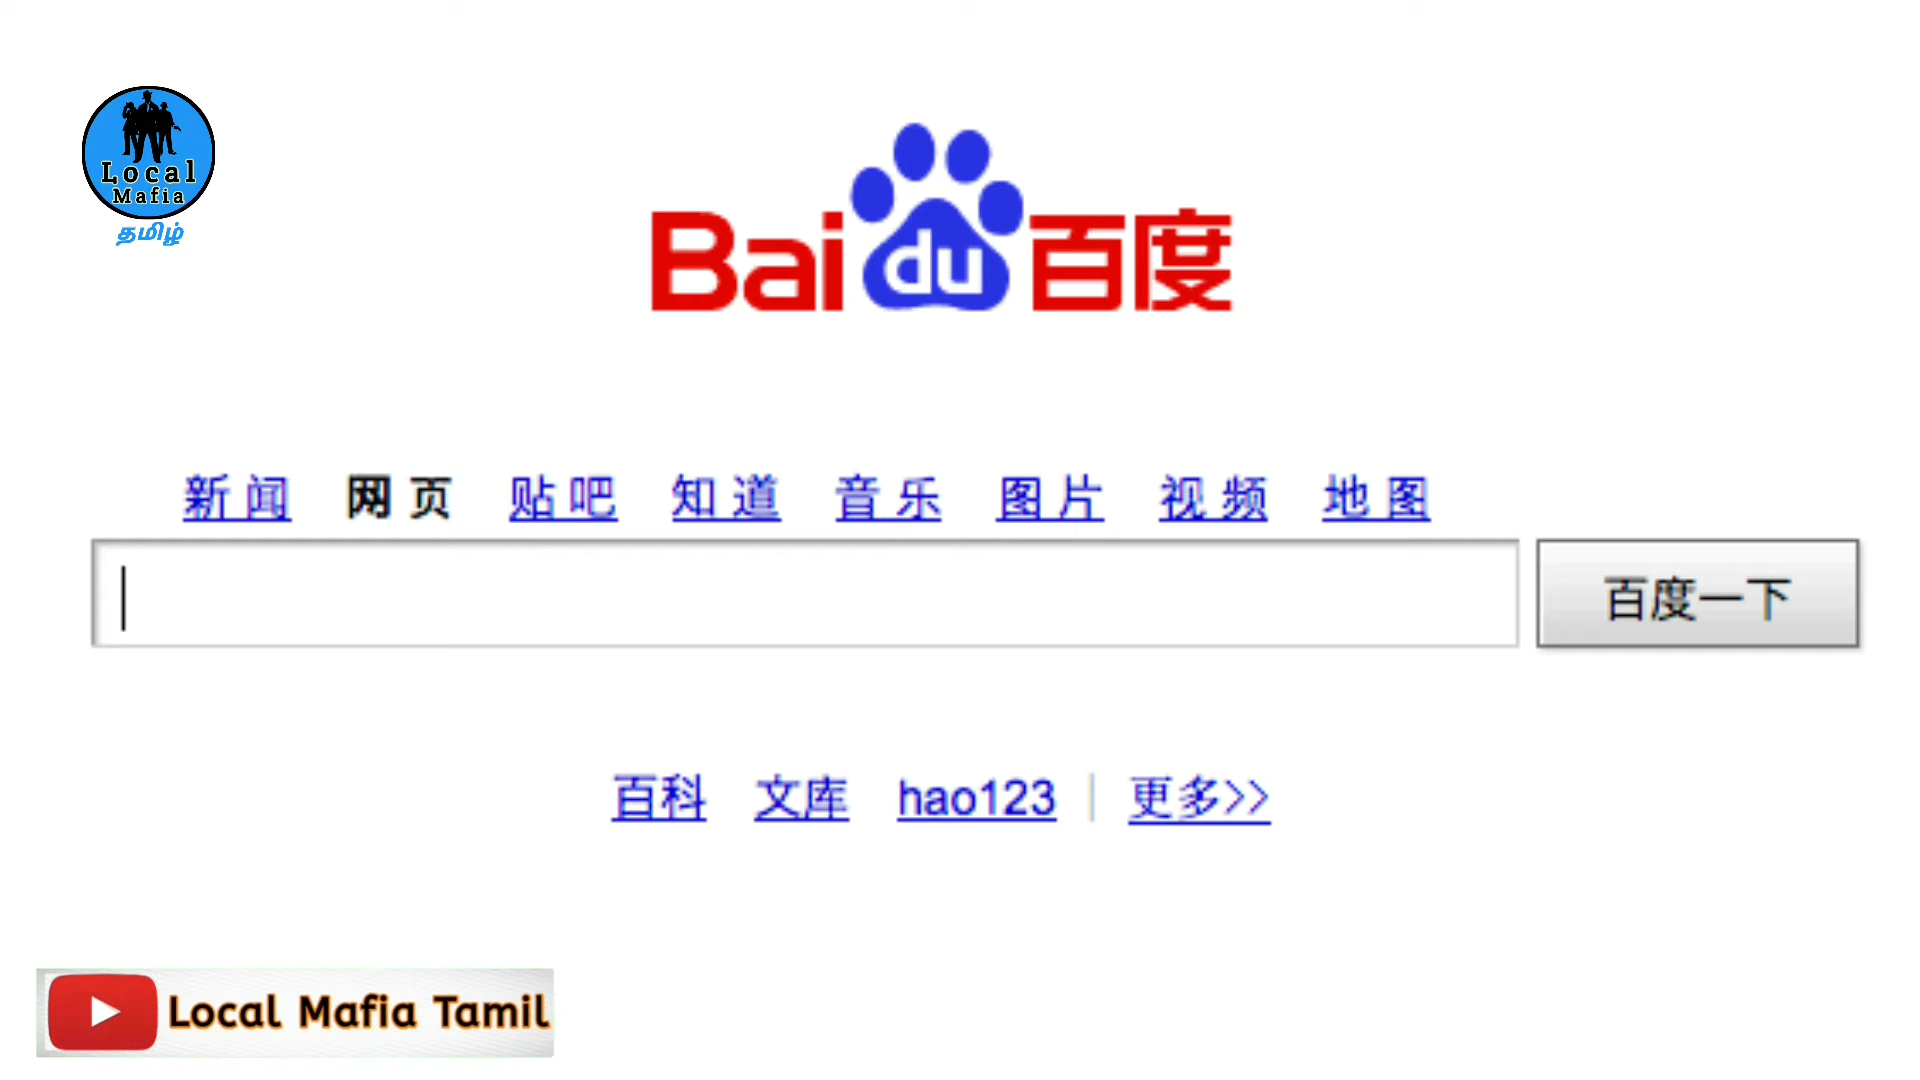 Local
Mafia
தமிழ்
Bai du 百度
新闻 网页 贴吧 知道 音乐 图片 视频 地图
百度一下
百科 文库 hao123 | 更多>>
Local Mafia Tamil